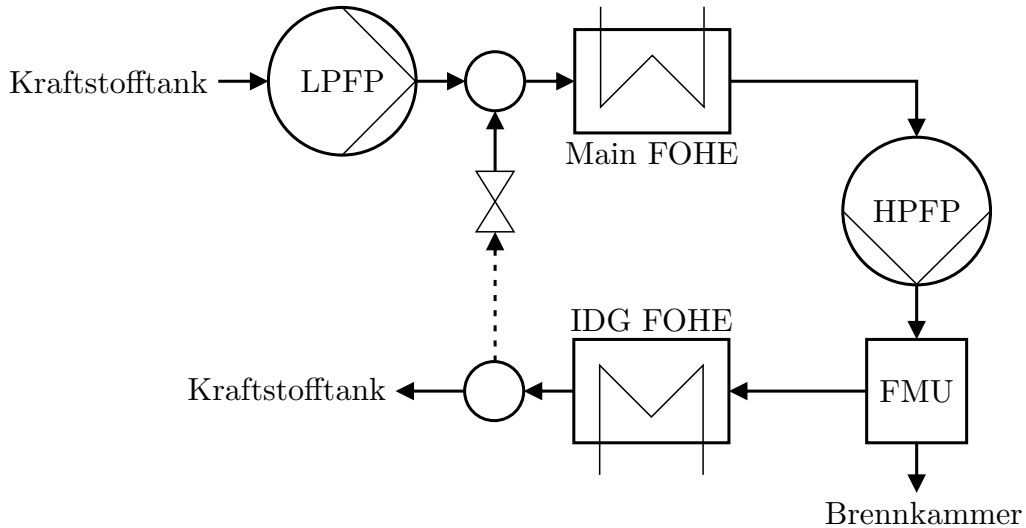 Kraftstofftank
LPFP
Main FOHE
HPFP
IDG FOHE
Kraftstofftank
FMU
Brennkammer